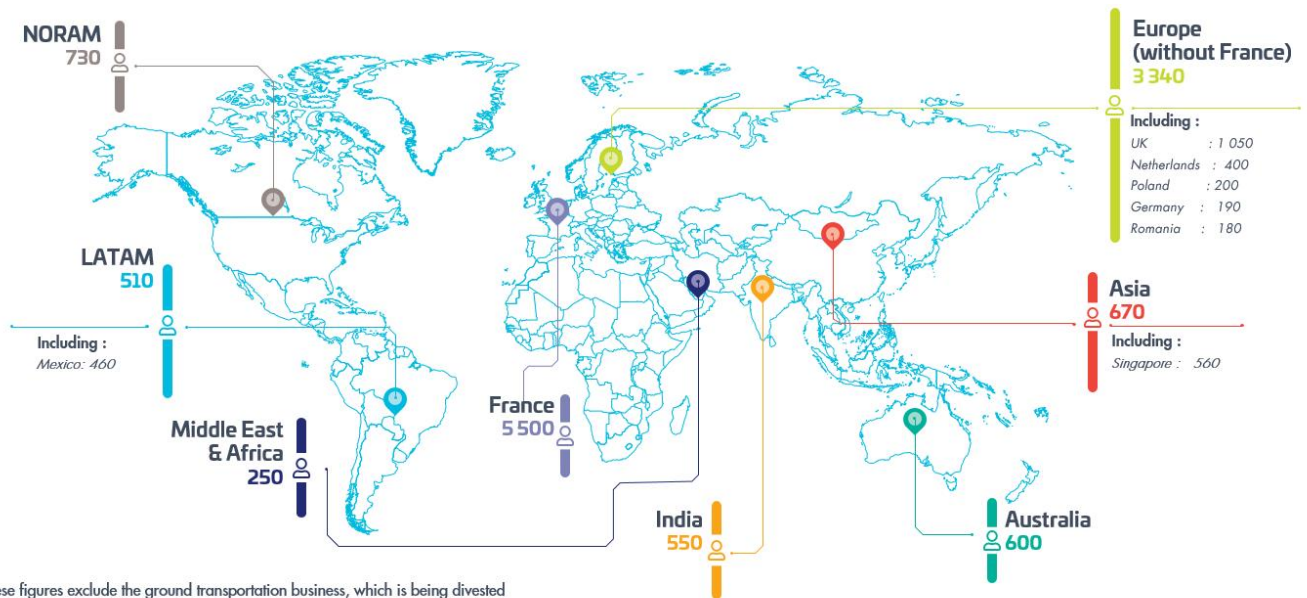 NORAM
730
Europe
(without France)
3 340
Including :
UK : 1 050
Netherlands : 400
Poland : 200
Germany : 190
Romania : 180
LATAM
510
Including :
Mexico: 460
Asia
670
Including :
Singapore : 560
Middle East
& Africa
250
France
5 500
India
550
Australia
600
figures exclude the ground transportation business, which is being divested